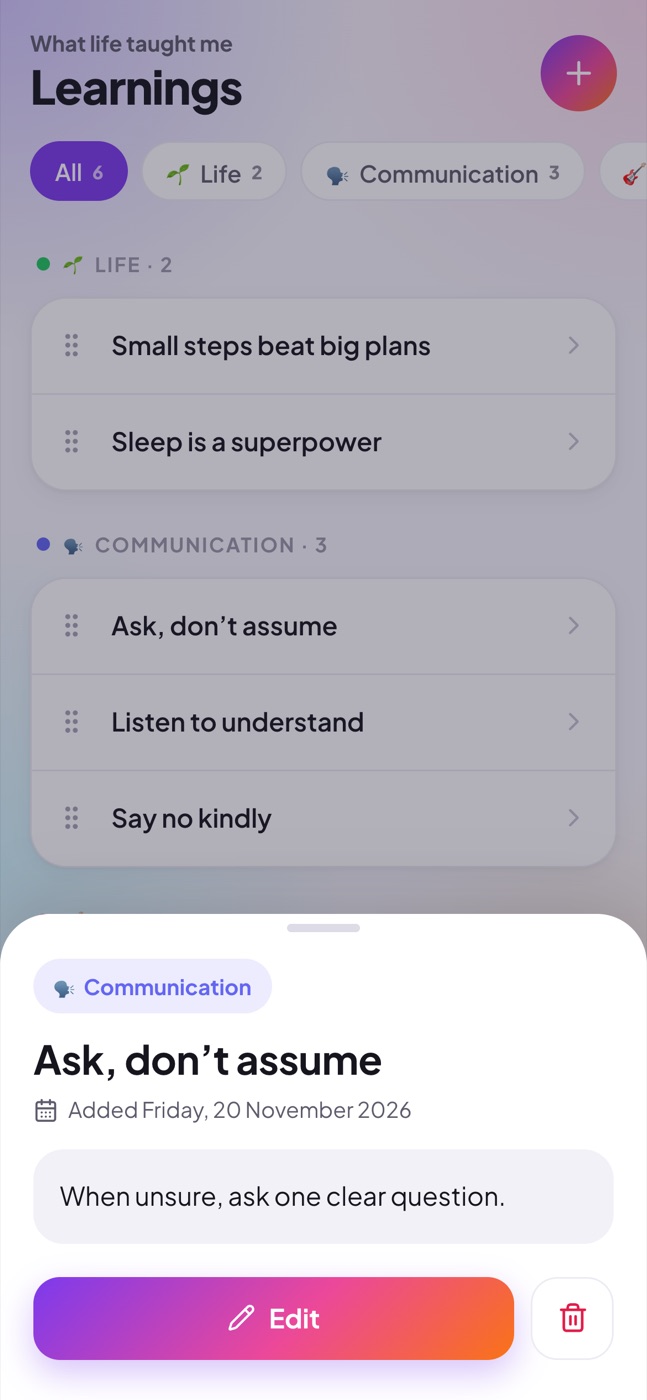 What life taught me
Learnings
All 6
Life 2
Communication 3
LIFE · 2
Small steps beat big plans
Sleep is a superpower
COMMUNICATION · 3
Ask, don’t assume
Listen to understand
Say no kindly
Communication
Ask, don’t assume
Added Friday, 20 November 2026
When unsure, ask one clear question.
Edit